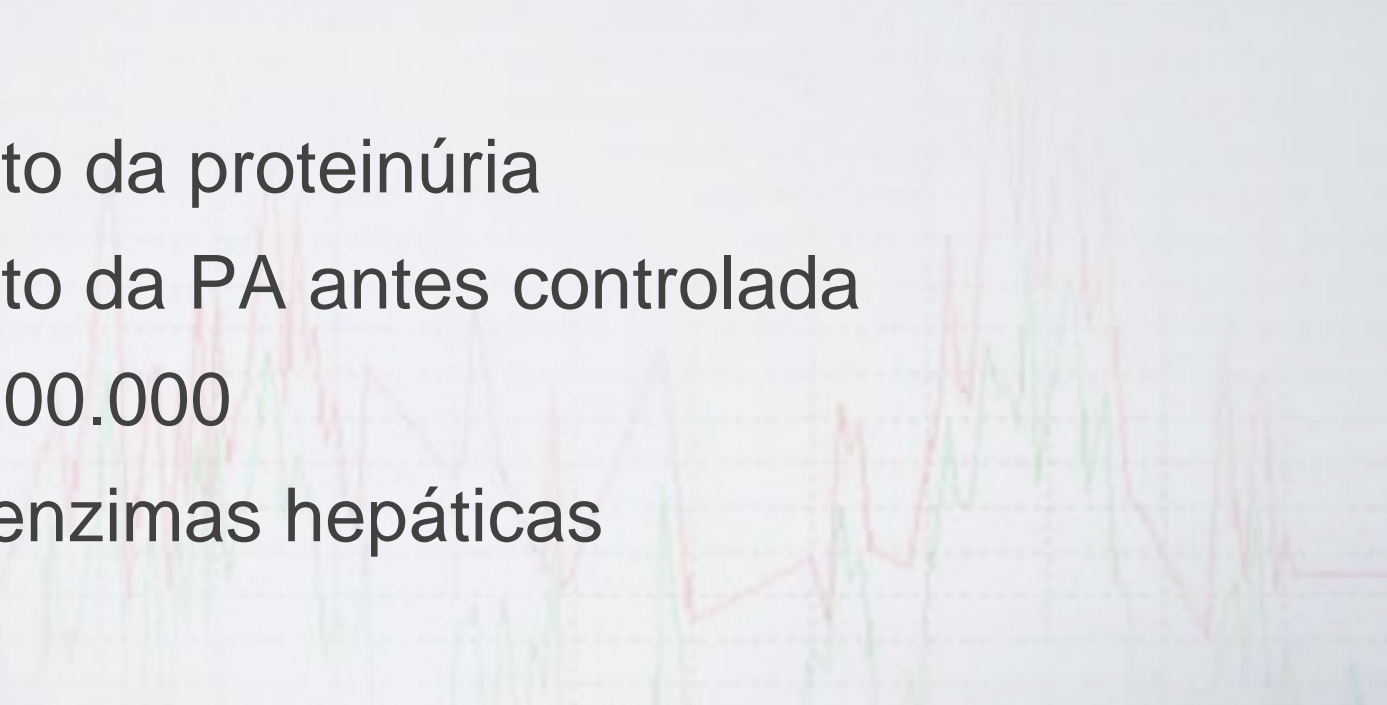 to da proteinúria
to da PA antes controlada
00.000
enzimas hepáticas